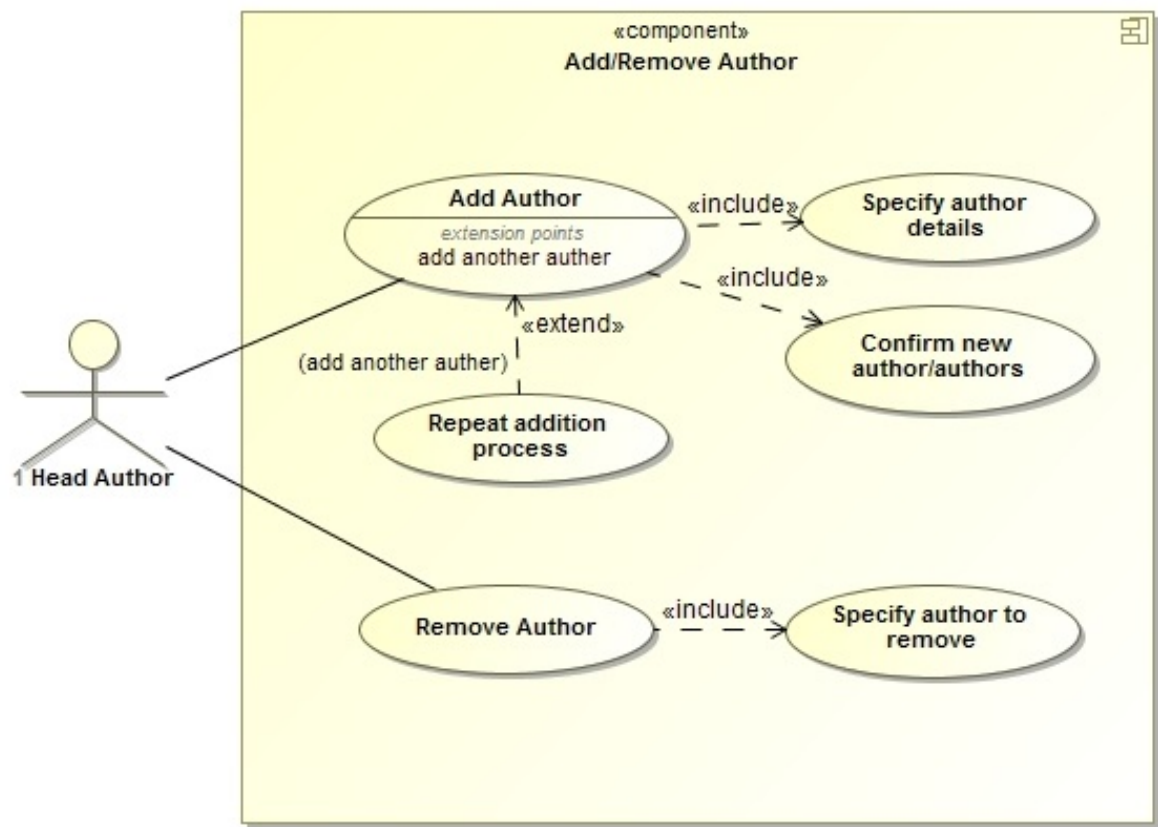 «component»
Add/Remove Author
Add Author
extension points
add another auther
«include»
Specify author
details
«include»
Confirm new
author/authors
«extend»
(add another auther)
Repeat addition
process
1 Head Author
Remove Author
«include»
Specify author to
remove